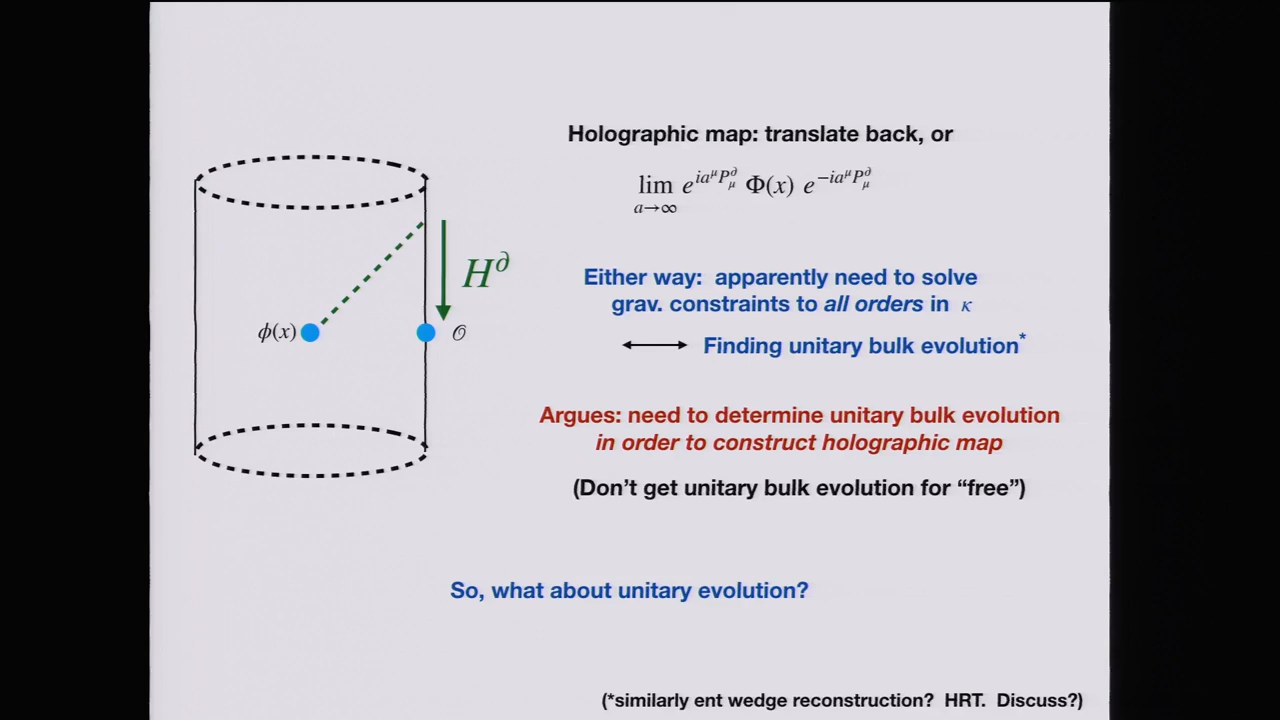 Holographic map: translate back, or
lim e^{ia^μ P_μ^∂} Φ(x) e^{-ia^μ P_μ^∂}
a→∞
H^∂
Either way: apparently need to solve
grav. constraints to all orders in κ
ϕ(x)
𝒪
Finding unitary bulk evolution*
Argues: need to determine unitary bulk evolution
in order to construct holographic map
(Don't get unitary bulk evolution for “free”)
So, what about unitary evolution?
(*similarly ent wedge reconstruction? HRT. Discuss?)